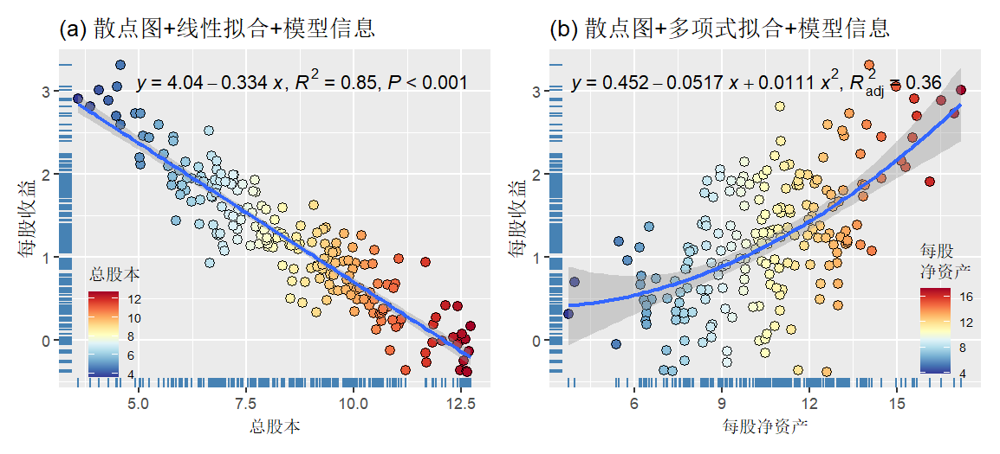 (a) 散点图+线性拟合+模型信息
y = 4.04 − 0.334 x, R² = 0.85, P < 0.001
每股收益
3
2
1
0
总股本
12
10
8
6
4
5.0 7.5 10.0 12.5
总股本
(b) 散点图+多项式拟合+模型信息
y = 0.452 − 0.0517 x + 0.0111 x², R²adj = 0.36
每股收益
3
2
1
0
每股
净资产
16
12
8
4
6 9 12 15
每股净资产